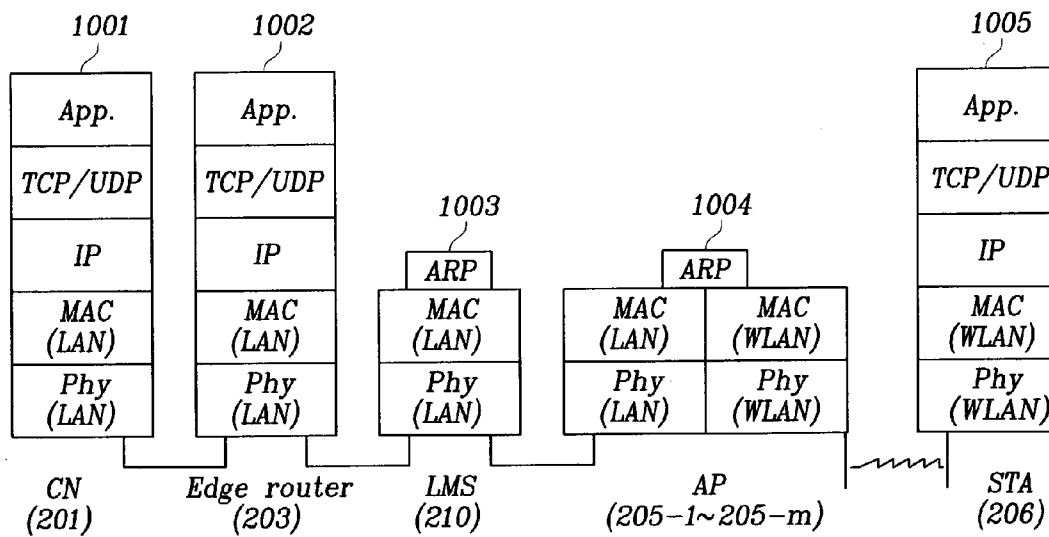 1001
App.
TCP/UDP
IP
MAC
(LAN)
Phy
(LAN)
CN
(201)
1002
App.
TCP/UDP
IP
MAC
(LAN)
Phy
(LAN)
Edge router
(203)
1003
ARP
MAC
(LAN)
Phy
(LAN)
LMS
(210)
1004
ARP
MAC
(LAN)
MAC
(WLAN)
Phy
(LAN)
Phy
(WLAN)
AP
(205-1~205-m)
1005
App.
TCP/UDP
IP
MAC
(WLAN)
Phy
(WLAN)
STA
(206)